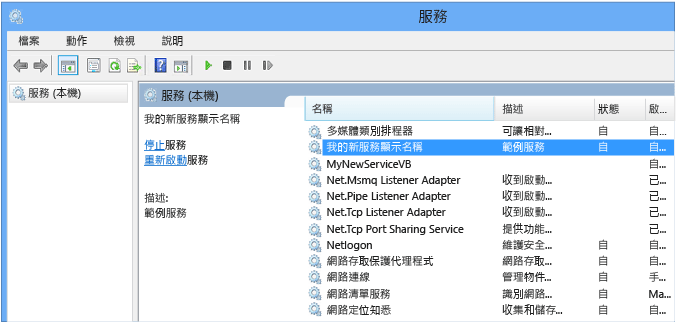 服務
檔案 動作 檢視 說明
服務 (本機)
服務 (本機)
我的新服務顯示名稱
停止服務
重新啟動服務
描述:
範例服務
名稱 描述 狀態 啟...
多媒體類別排程器 可讓相對... 自 自...
我的新服務顯示名稱 範例服務 自 自...
MyNewServiceVB 自...
Net.Msmq Listener Adapter 收到啟動... 已...
Net.Pipe Listener Adapter 收到啟動... 已...
Net.Tcp Listener Adapter 收到啟動... 已...
Net.Tcp Port Sharing Service 提供功能... 已...
Netlogon 維護安全... 自 自...
網路存取保護代理程式 網路存取... 自 自...
網路連線 管理物件... 自 手...
網路清單服務 識別網路... 自 Ma...
網路定位知悉 收集和儲存... 自 自...